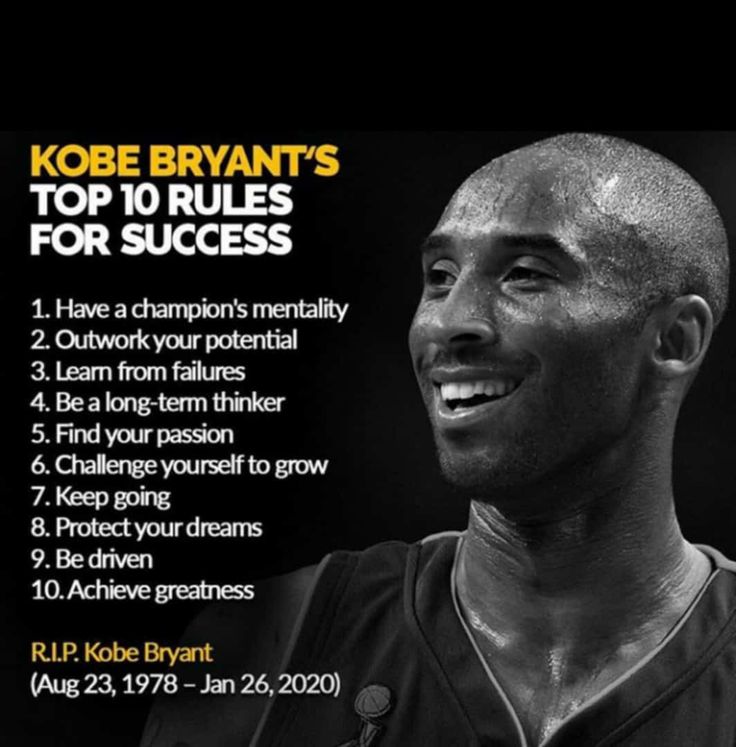 KOBE BRYANT'S
TOP 10 RULES
FOR SUCCESS
1. Have a champion's mentality
2. Outwork your potential
3. Learn from failures
4. Be a long-term thinker
5. Find your passion
6. Challenge yourself to grow
7. Keep going
8. Protect your dreams
9. Be driven
10. Achieve greatness
R.I.P. Kobe Bryant
(Aug 23, 1978 – Jan 26, 2020)